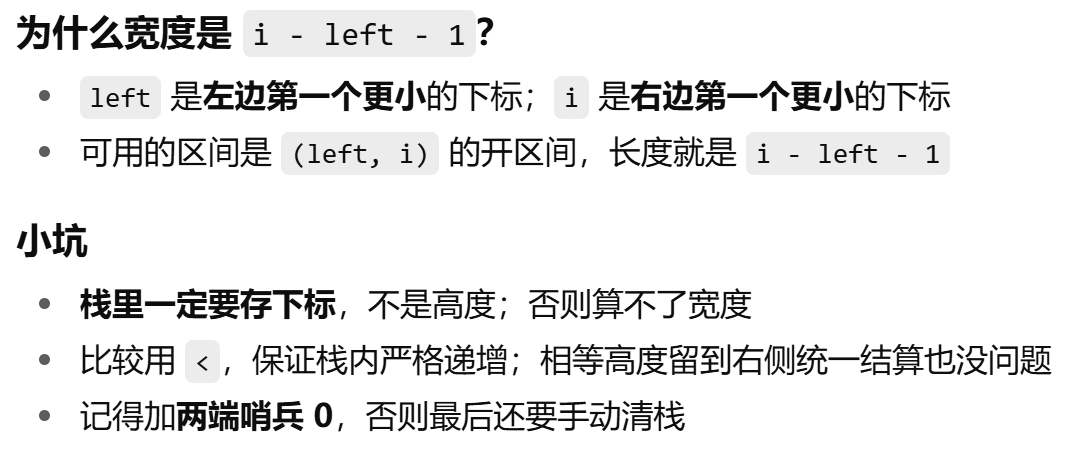 为什么宽度是 i - left - 1？
left 是左边第一个更小的下标；i 是右边第一个更小的下标
可用的区间是 (left, i) 的开区间，长度就是 i - left - 1
小坑
栈里一定要存下标，不是高度；否则算不了宽度
比较用 <，保证栈内严格递增；相等高度留到右侧统一结算也没问题
记得加两端哨兵 0，否则最后还要手动清栈